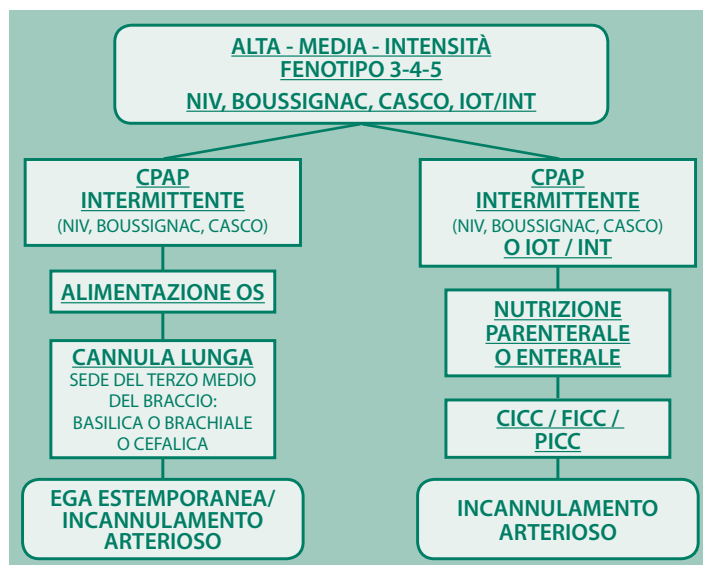 ALTA - MEDIA - INTENSITÀ
FENOTIPO 3-4-5
NIV, BOUSSIGNAC, CASCO, IOT/INT
CPAP
INTERMITTENTE
(NIV, BOUSSIGNAC, CASCO)
ALIMENTAZIONE OS
CANNULA LUNGA
SEDE DEL TERZO MEDIO
DEL BRACCIO:
BASILICA O BRACHIALE
O CEFALICA
EGA ESTEMPORANEA/
INCANNULAMENTO
ARTERIOSO
CPAP
INTERMITTENTE
(NIV, BOUSSIGNAC, CASCO)
O IOT / INT
NUTRIZIONE
PARENTERALE
O ENTERALE
CICC / FICC /
PICC
INCANNULAMENTO
ARTERIOSO